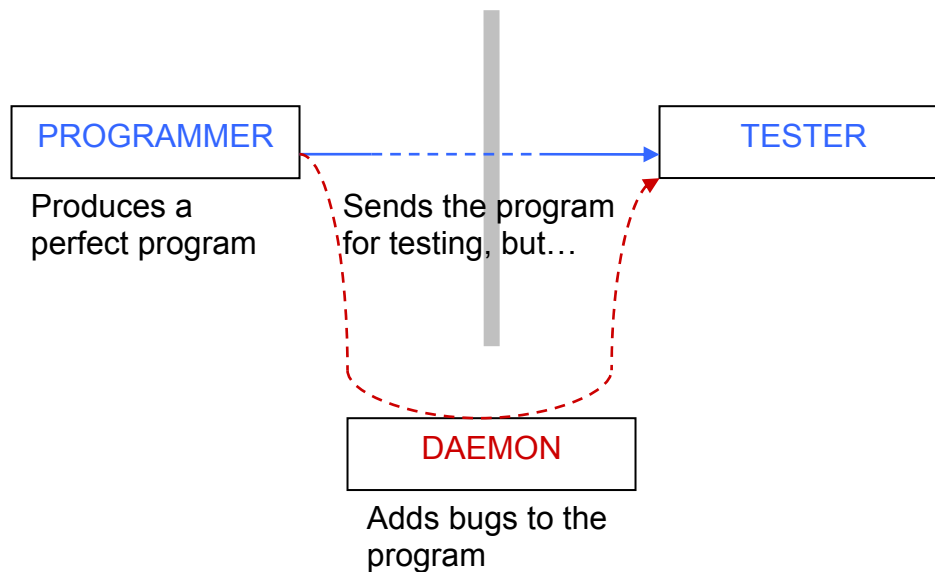 PROGRAMMER
TESTER
Produces a
perfect program
Sends the program
for testing, but…
DAEMON
Adds bugs to the
program